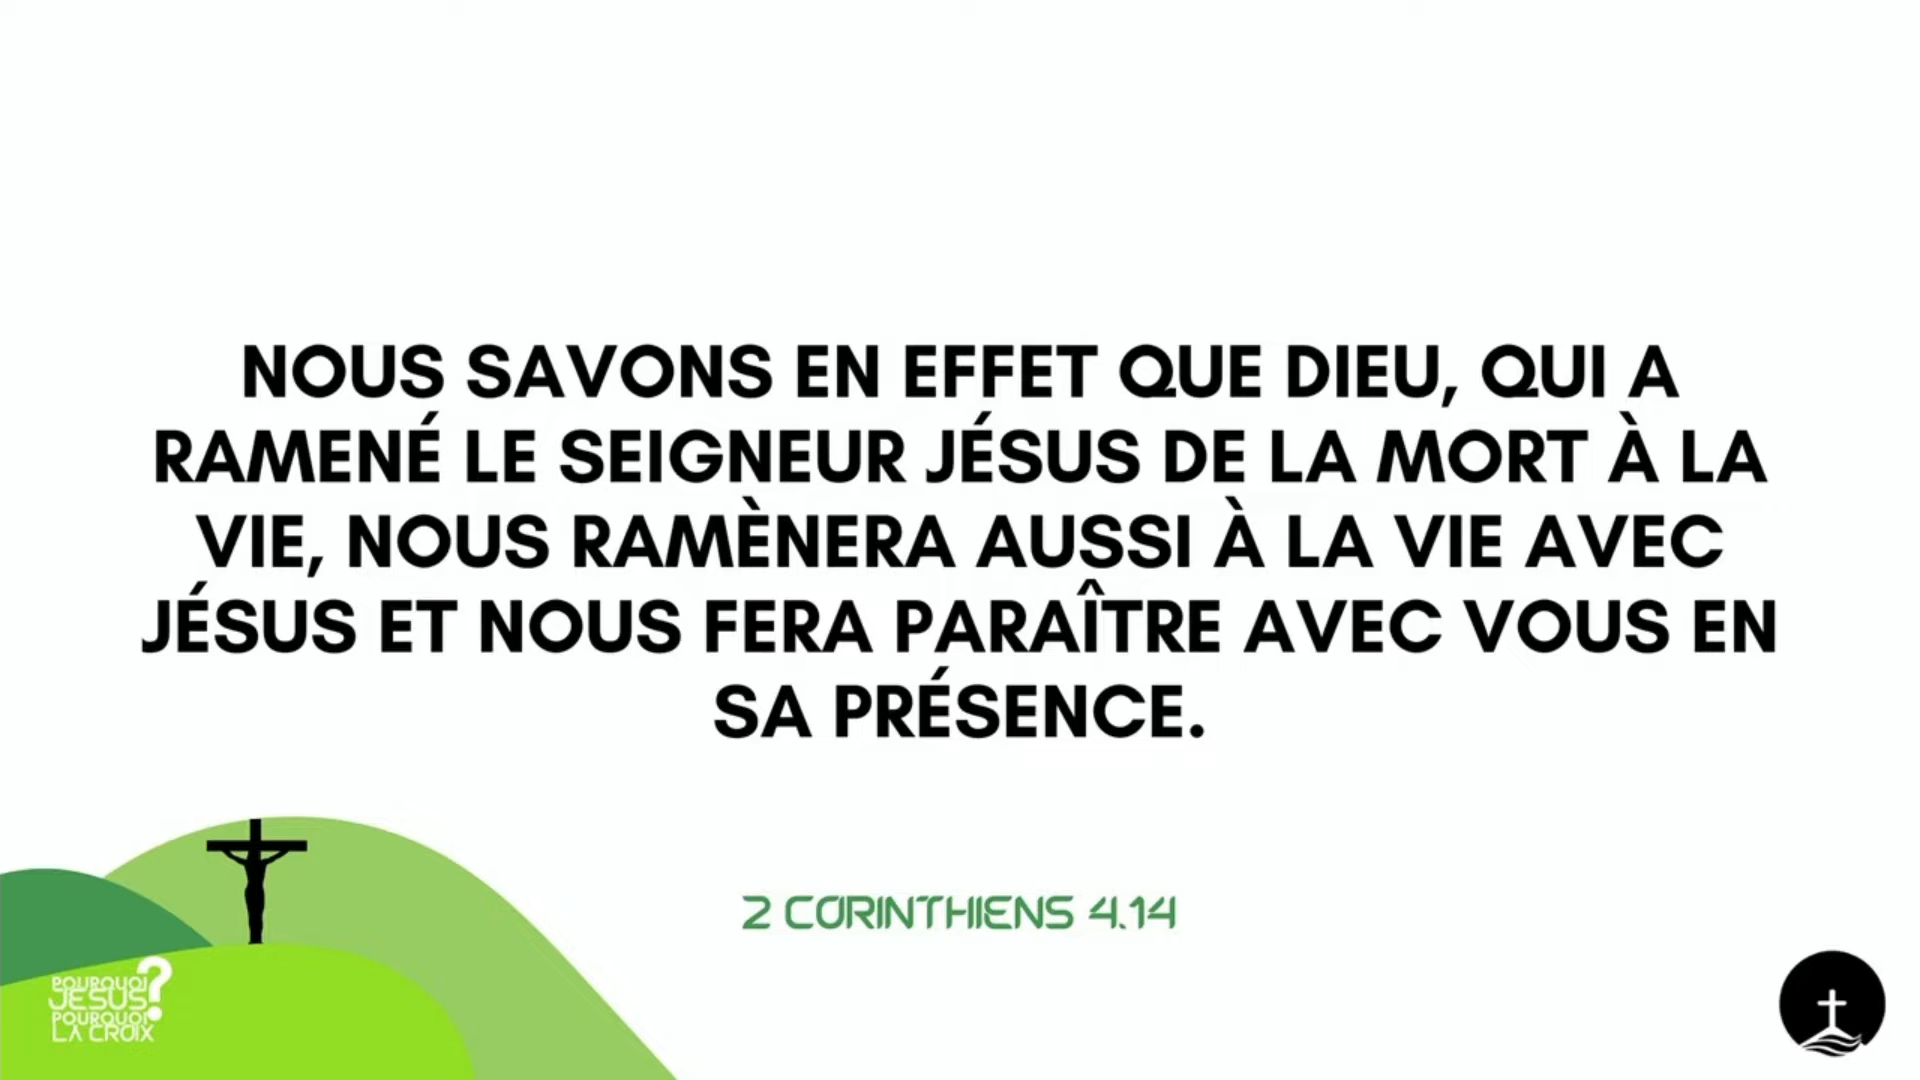 NOUS SAVONS EN EFFET QUE DIEU, QUI A
RAMENÉ LE SEIGNEUR JÉSUS DE LA MORT À LA
VIE, NOUS RAMÈNERA AUSSI À LA VIE AVEC
JÉSUS ET NOUS FERA PARAÎTRE AVEC VOUS EN
SA PRÉSENCE.
2 CORINTHIENS 4.14
POURQUOI
JESUS?
POURQUOI
LA CROIX